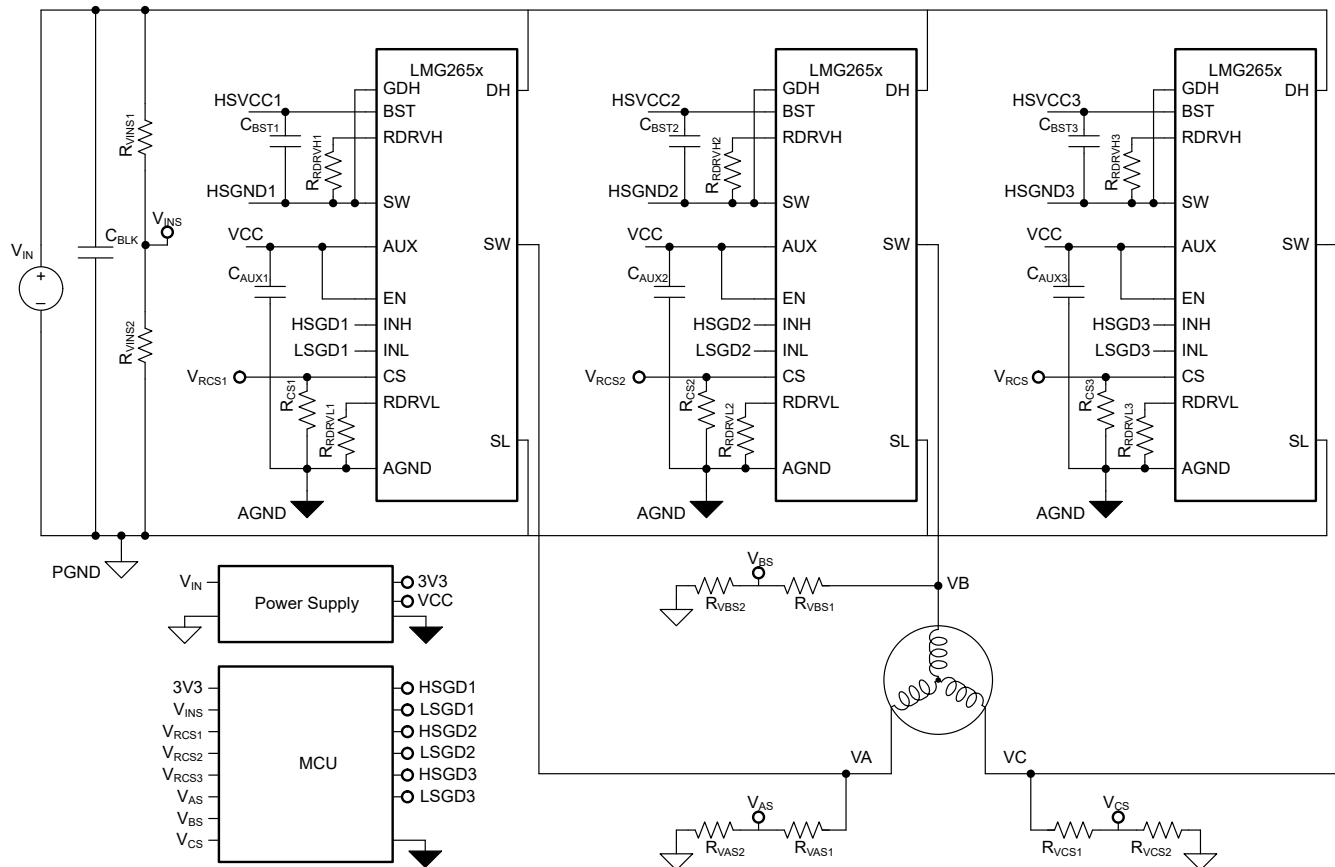 LMG265x
GDH
DH
HSVCC1
BST
CBST1
RDRVH
RRDRVH1
HSGND1
SW
VCC
AUX
SW
CAUX1
EN
HSGD1
INH
LSGD1
INL
VRCS1
CS
RCS1
RDRVL
RRDRVL1
SL
AGND
AGND
LMG265x
GDH
DH
HSVCC2
BST
CBST2
RDRVH
RRDRVH2
HSGND2
SW
VCC
AUX
SW
CAUX2
EN
HSGD2
INH
LSGD2
INL
VRCS2
CS
RCS2
RDRVL
RRDRVL2
SL
AGND
AGND
LMG265x
GDH
DH
HSVCC3
BST
CBST3
RDRVH
RRDRVH3
HSGND3
SW
VCC
AUX
SW
CAUX3
EN
HSGD3
INH
LSGD3
INL
VRCS
CS
RCS3
RDRVL
RRDRVL3
SL
AGND
AGND
RVINS1
VINS
CBLK
VIN
+
–
RVINS2
PGND
VIN
Power Supply
3V3
VCC
3V3
VINS
VRCS1
VRCS2
VRCS3
VAS
VBS
VCS
MCU
HSGD1
LSGD1
HSGD2
LSGD2
HSGD3
LSGD3
VBS
VB
RVBS2
RVBS1
VA
VC
VAS
RVAS2
RVAS1
VCS
RVCS1
RVCS2